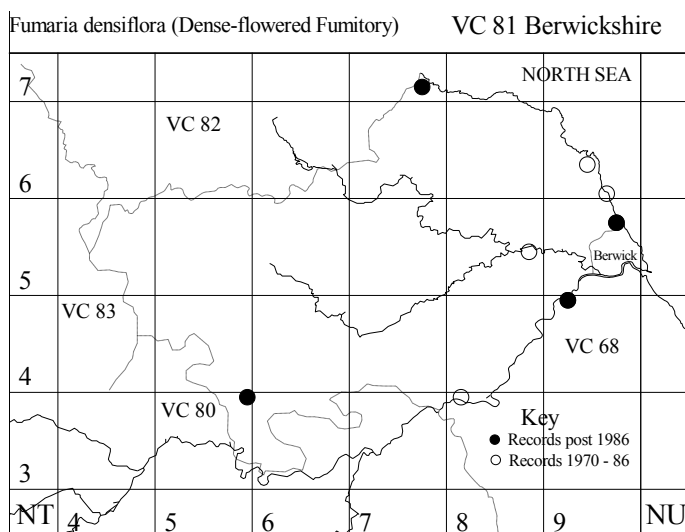 Fumaria densiflora (Dense-flowered Fumitory) VC 81 Berwickshire
NORTH SEA
7
VC 82
6
Berwick
5
VC 83
VC 68
4
VC 80
Key
Records post 1986
Records 1970 - 86
3
NT 4 5 6 7 8 9 NU